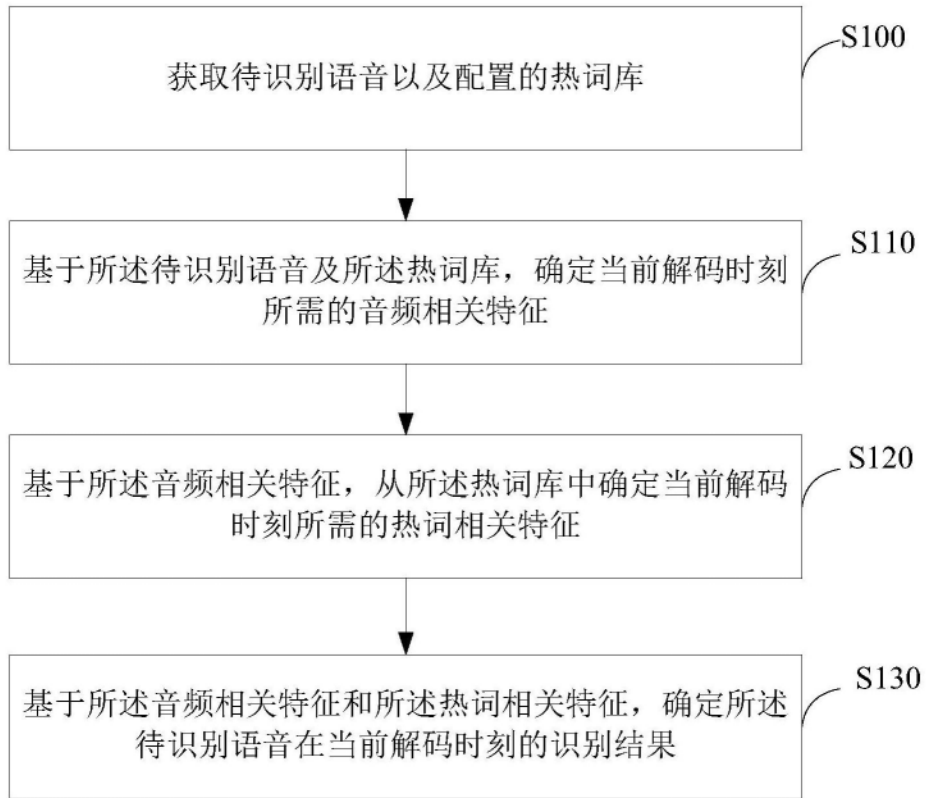 获取待识别语音以及配置的热词库
S100
基于所述待识别语音及所述热词库，确定当前解码时刻
所需的音频相关特征
S110
基于所述音频相关特征，从所述热词库中确定当前解码
时刻所需的热词相关特征
S120
基于所述音频相关特征和所述热词相关特征，确定所述
待识别语音在当前解码时刻的识别结果
S130